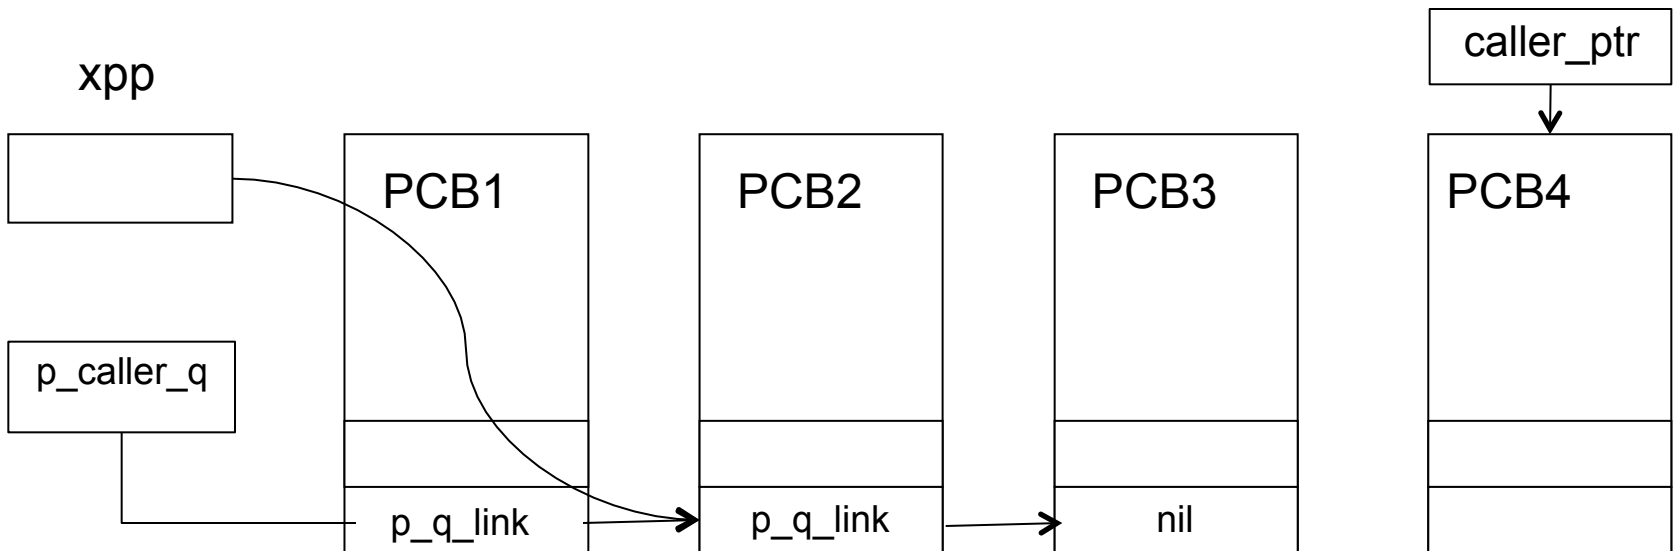 caller_ptr
xpp
PCB1
PCB2
PCB3
PCB4
p_caller_q
p_q_link
p_q_link
nil